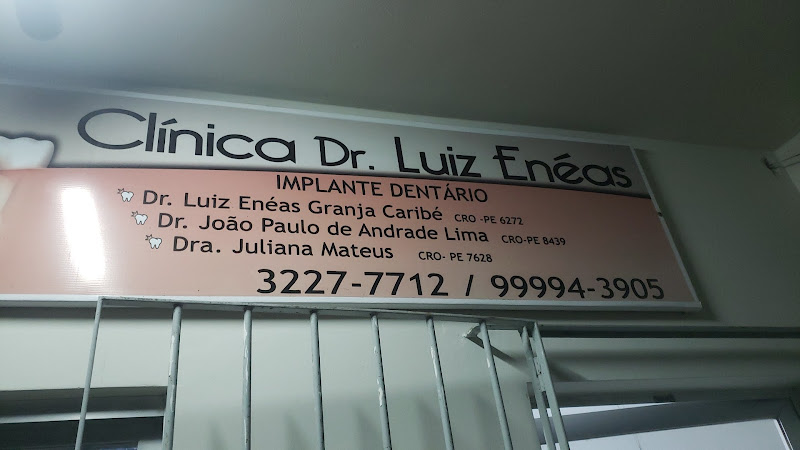 Clínica Dr. Luiz Enéas
IMPLANTE DENTÁRIO
Dr. Luiz Enéas Granja Caribé CRO -PE 6272
Dr. João Paulo de Andrade Lima CRO-PE 8439
Dra. Juliana Mateus CRO- PE 7628
3227-7712 / 99994-3905